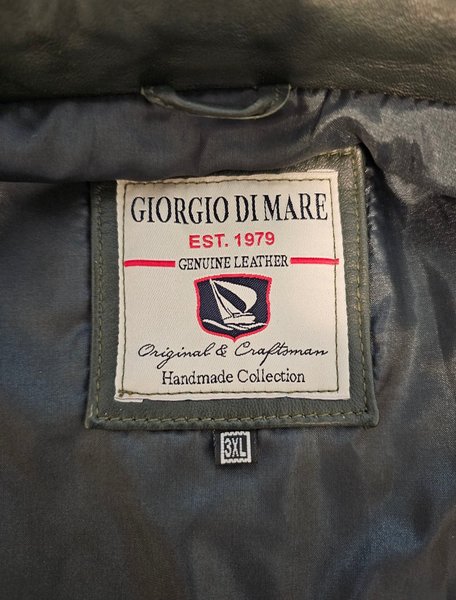 GIORGIO DI MARE
EST. 1979
GENUINE LEATHER
Original & Craftsman
Handmade Collection
3XL